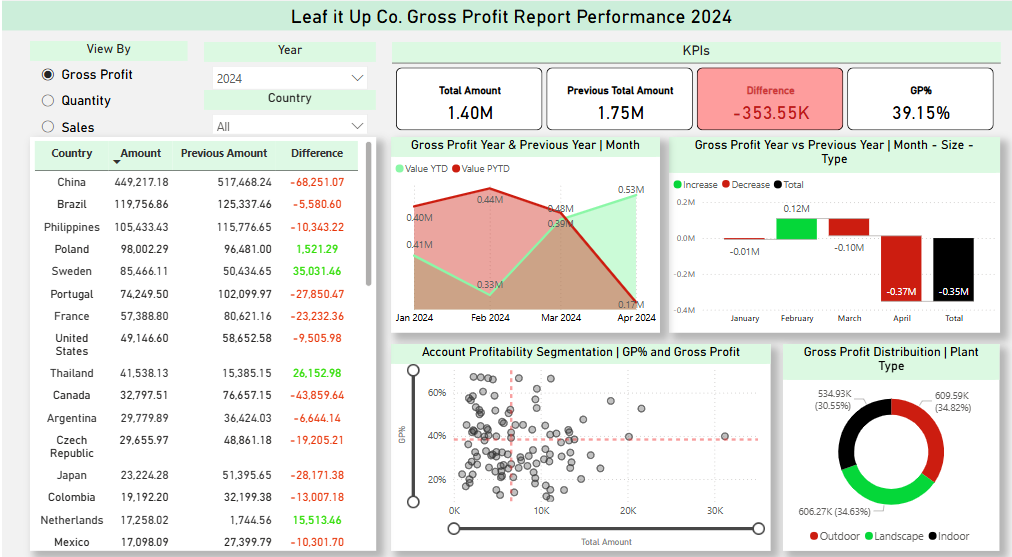 Leaf it Up Co. Gross Profit Report Performance 2024
View By
Gross Profit
Quantity
Sales
Year
2024
Country
All
KPIs
Total Amount
1.40M
Previous Total Amount
1.75M
Difference
-353.55K
GP%
39.15%
Country Amount Previous Amount Difference
China 449,217.18 517,468.24 -68,251.07
Brazil 119,756.86 125,337.46 -5,580.60
Philippines 105,433.43 115,776.65 -10,343.22
Poland 98,002.29 96,481.00 1,521.29
Sweden 85,466.11 50,434.65 35,031.46
Portugal 74,249.50 102,099.97 -27,850.47
France 57,388.80 80,621.16 -23,232.36
United States 49,146.60 58,652.58 -9,505.98
Thailand 41,538.13 15,385.15 26,152.98
Canada 32,797.51 76,657.15 -43,859.64
Argentina 29,779.89 36,424.03 -6,644.14
Czech Republic 29,655.97 48,861.18 -19,205.21
Japan 23,224.28 51,395.65 -28,171.38
Colombia 19,192.20 32,199.38 -13,007.18
Netherlands 17,258.02 1,744.56 15,513.46
Mexico 17,098.09 27,399.79 -10,301.70
Gross Profit Year & Previous Year | Month
Value YTD Value PYTD
0.40M
0.41M
0.44M
0.33M
0.48M
0.39M
0.53M
0.17M
Jan 2024 Feb 2024 Mar 2024 Apr 2024
Gross Profit Year vs Previous Year | Month - Size -
Type
Increase Decrease Total
0.2M
0.0M
-0.2M
-0.4M
-0.01M
0.12M
-0.10M
-0.37M
-0.35M
January February March April Total
Account Profitability Segmentation | GP% and Gross Profit
GP%
60%
40%
20%
0K 10K 20K 30K
Total Amount
Gross Profit Distribuition | Plant
Type
534.93K
(30.55%)
609.59K
(34.82%)
606.27K (34.63%)
Outdoor Landscape Indoor